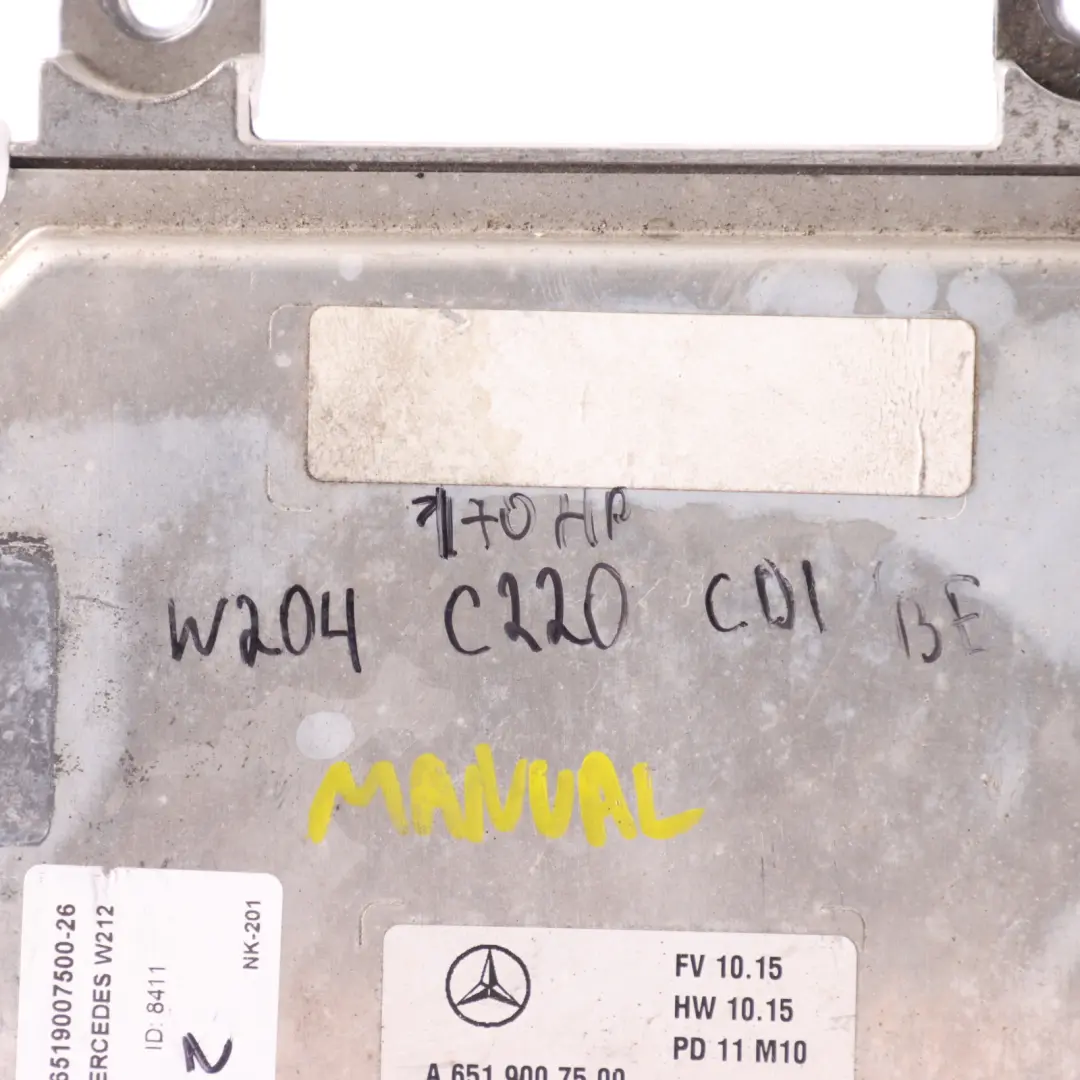 170 HP
W204 C220 CDI BE
MANUAL
6519007500-26
ERCEDES W212
ID: 8411
NK-201
N
FV 10.15
HW 10.15
PD 11 M10
A 651 900 75 00